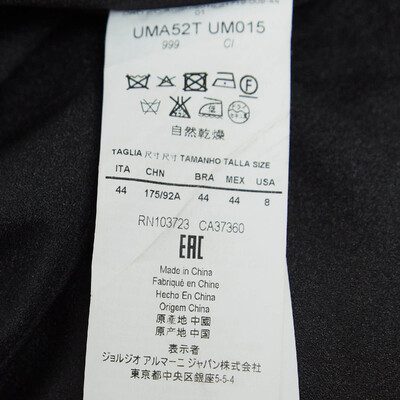 UMA52T UM015
999 CI
自然乾燥
TAGLIA 尺寸尺寸 TAMANHO TALLA SIZE
ITA CHN BRA MEX USA
44 175/92A 44 44 8
RN103723 CA37360
EAC
Made in China
Fabriqué en Chine
Hecho En China
Origem China
原產地 中國
原产地 中国
表示者
ジョルジオ アルマーニ ジャパン株式会社
東京都中央区銀座5-5-4